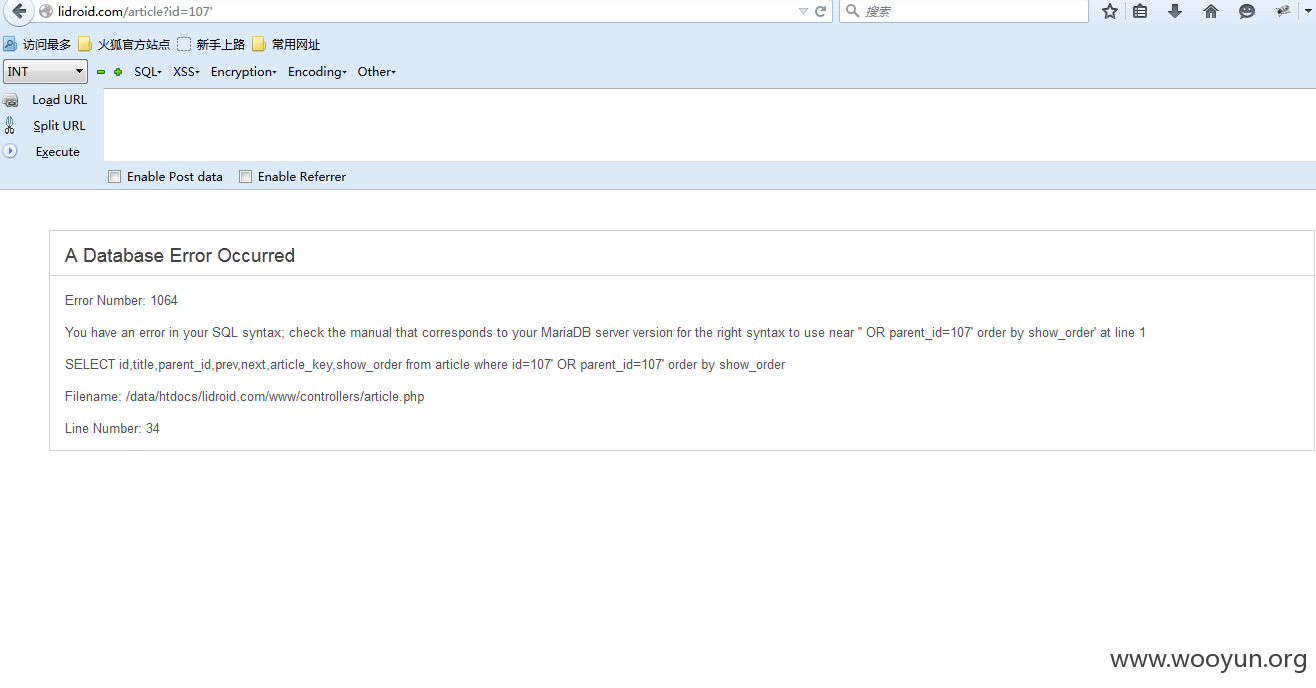 lidroid.com/article?id=107'
搜索
访问最多 火狐官方站点 新手上路 常用网址
INT SQL XSS Encryption Encoding Other
Load URL
Split URL
Execute
Enable Post data Enable Referrer
A Database Error Occurred
Error Number: 1064
You have an error in your SQL syntax; check the manual that corresponds to your MariaDB server version for the right syntax to use near '' OR parent_id=107' order by show_order' at line 1
SELECT id,title,parent_id,prev,next,article_key,show_order from article where id=107' OR parent_id=107' order by show_order
Filename: /data/htdocs/lidroid.com/www/controllers/article.php
Line Number: 34
www.wooyun.org